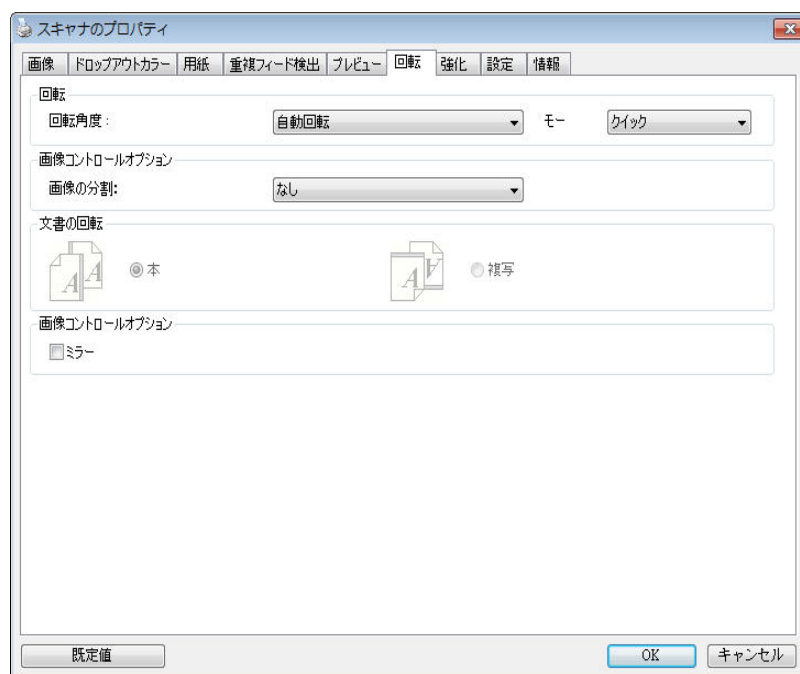 スキャナのプロパティ
画像 ドロップアウトカラー 用紙 重複フィード検出 プレビュー 回転 強化 設定 情報
回転
回転角度: 自動回転 モー クイック
画像コントロールオプション
画像の分割: なし
文書の回転
A A 本 A A 複写
画像コントロールオプション
ミラー
既定値 OK キャンセル